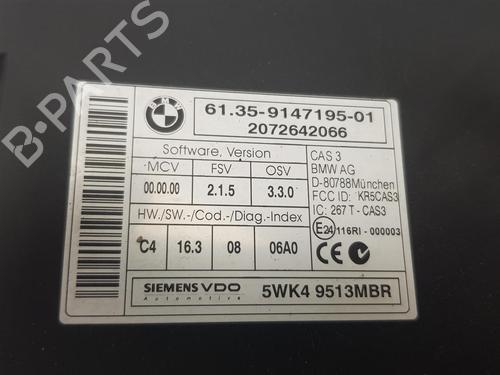 B-PARTS
BMW
61.35-9147195-01
2072642066
Software, Version
MCV FSV OSV
00.00.00 2.1.5 3.3.0
HW./SW.-/Cod.-/Diag.-Index
C4 16.3 08 06A0
SIEMENS VDO
Automotive
5WK4 9513MBR
CAS 3
BMW AG
D-80788München
FCC ID: KR5CAS3
IC: 267 T - CAS3
E24 116RI - 000003
CE